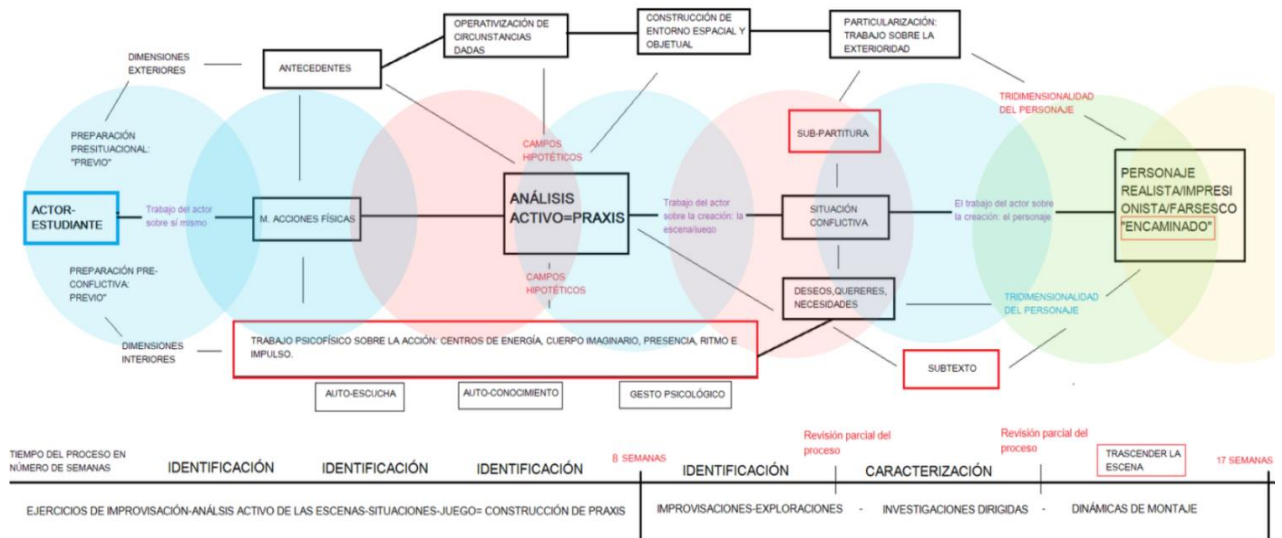 OPERATIVIZACIÓN DE
CIRCUNSTANCIAS
DADAS
CONSTRUCCIÓN DE
ENTORNO ESPACIAL Y
OBJETUAL
PARTICULARIZACIÓN:
TRABAJO SOBRE LA
EXTERIORIDAD
DIMENSIONES
EXTERIORES
ANTECEDENTES
TRIDIMENSIONALIDAD
DEL PERSONAJE
PREPARACIÓN
PRESITUACIONAL:
"PREVIO"
CAMPOS
HIPOTÉTICOS
SUB-PARTITURA
ACTOR-
ESTUDIANTE
Trabajo del actor
sobre sí mismo
M. ACCIONES FÍSICAS
ANÁLISIS
ACTIVO=PRAXIS
Trabajo del actor
sobre la creación: la
escena/juego
SITUACIÓN
CONFLICTIVA
El trabajo del actor sobre
la creación: el personaje
PERSONAJE
REALISTA/IMPRESI
ONISTA/FARSESCO
"ENCAMINADO"
PREPARACIÓN PRE-
CONFLICTIVA:
PREVIO"
CAMPOS
HIPOTÉTICOS
DESEOS,QUERERES,
NECESIDADES
TRIDIMENSIONALIDAD
DEL PERSONAJE
DIMENSIONES
INTERIORES
TRABAJO PSICOFÍSICO SOBRE LA ACCIÓN: CENTROS DE ENERGÍA, CUERPO IMAGINARIO, PRESENCIA, RITMO E
IMPULSO.
SUBTEXTO
AUTO-ESCUCHA
AUTO-CONOCIMIENTO
GESTO PSICOLÓGICO
TIEMPO DEL PROCESO EN
NÚMERO DE SEMANAS
IDENTIFICACIÓN
IDENTIFICACIÓN
IDENTIFICACIÓN
8 SEMANAS
IDENTIFICACIÓN
Revisión parcial del
proceso
CARACTERIZACIÓN
Revisión parcial del
proceso
TRASCENDER LA
ESCENA
17 SEMANAS
EJERCICIOS DE IMPROVISACIÓN-ANÁLSIS ACTIVO DE LAS ESCENAS-SITUACIONES-JUEGO= CONSTRUCCIÓN DE PRAXIS
IMPROVISACIONES-EXPLORACIONES - INVESTIGACIONES DIRIGIDAS - DINÁMICAS DE MONTAJE